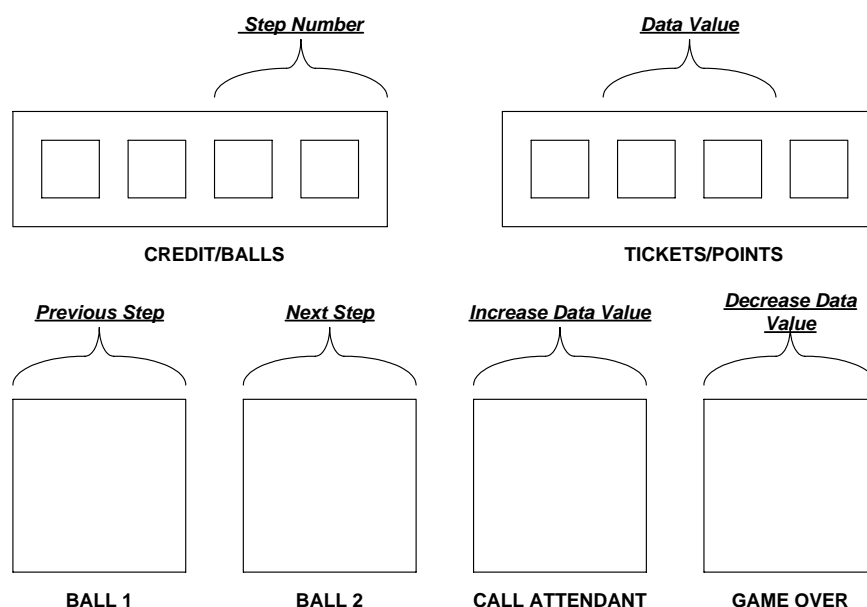 Step Number
Data Value
CREDIT/BALLS
TICKETS/POINTS
Previous Step
Next Step
Increase Data Value
Decrease Data
Value
BALL 1
BALL 2
CALL ATTENDANT
GAME OVER